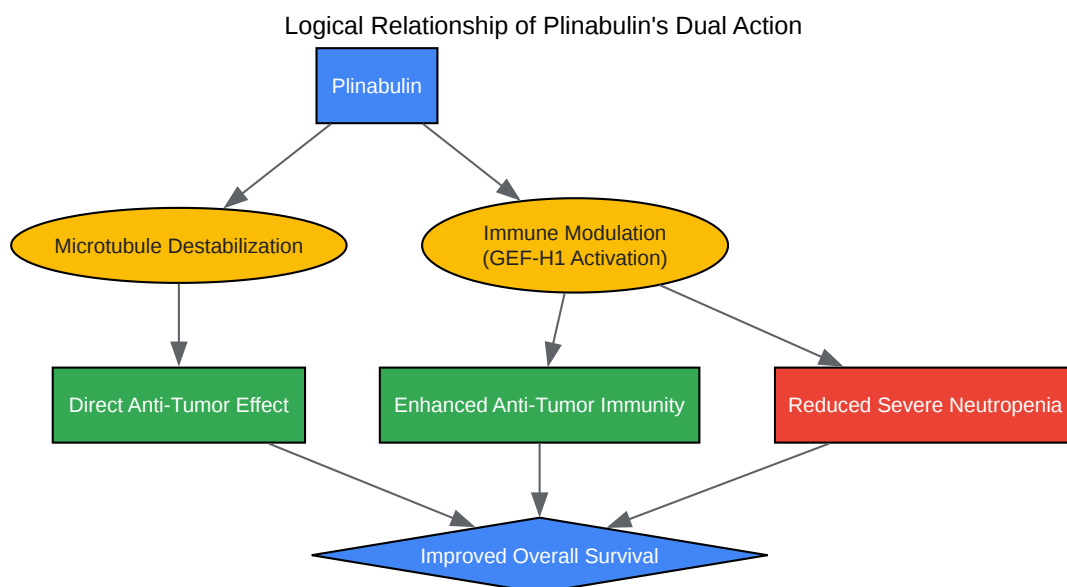 Logical Relationship of Plinabulin's Dual Action
Plinabulin
Microtubule Destabilization
Immune Modulation
(GEF-H1 Activation)
Direct Anti-Tumor Effect
Enhanced Anti-Tumor Immunity
Reduced Severe Neutropenia
Improved Overall Survival